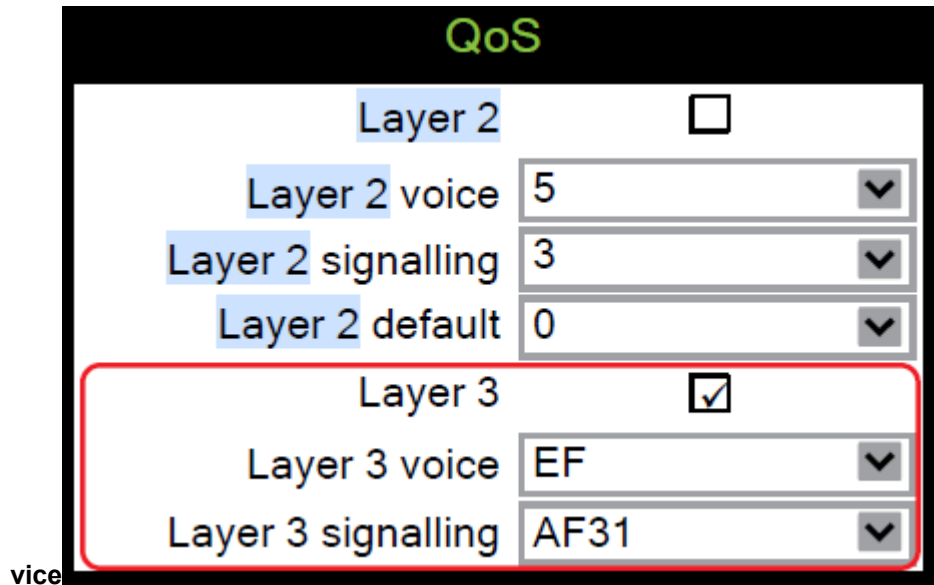 QoS
Layer 2
Layer 2 voice 5
Layer 2 signalling 3
Layer 2 default 0
Layer 3
Layer 3 voice EF
Layer 3 signalling AF31
vice